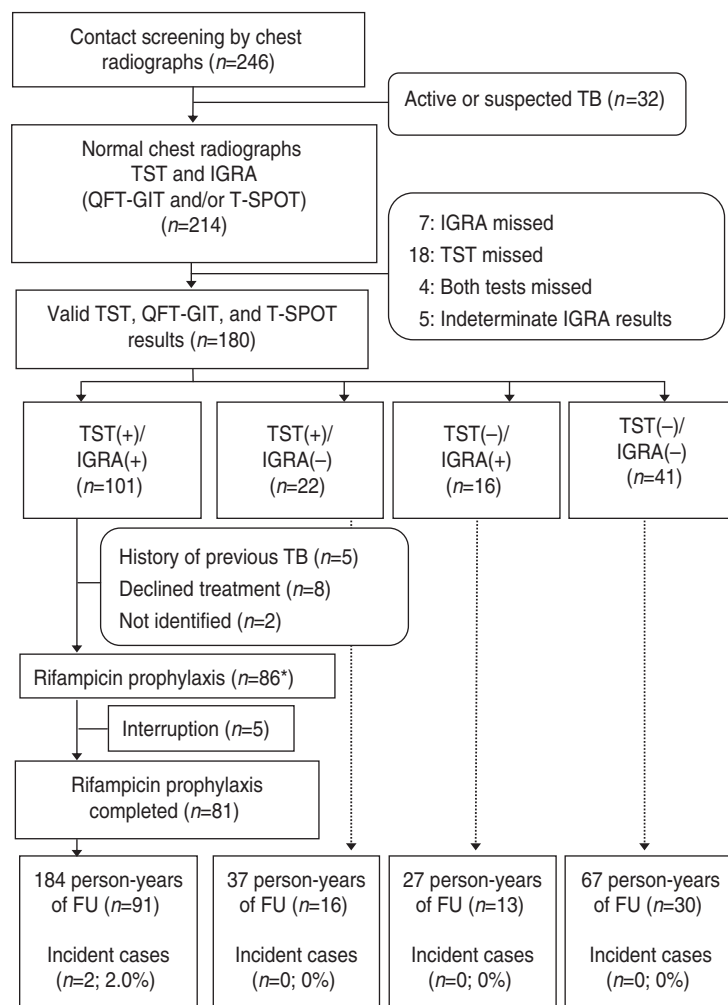 Contact screening by chest
radiographs (n=246)
Active or suspected TB (n=32)
Normal chest radiographs
TST and IGRA
(QFT-GIT and/or T-SPOT)
(n=214)
7: IGRA missed
18: TST missed
4: Both tests missed
5: Indeterminate IGRA results
Valid TST, QFT-GIT, and T-SPOT
results (n=180)
TST(+)/
IGRA(+)
(n=101)
TST(+)/
IGRA(–)
(n=22)
TST(–)/
IGRA(+)
(n=16)
TST(–)/
IGRA(–)
(n=41)
History of previous TB (n=5)
Declined treatment (n=8)
Not identified (n=2)
Rifampicin prophylaxis (n=86*)
Interruption (n=5)
Rifampicin prophylaxis
completed (n=81)
184 person-years
of FU (n=91)
Incident cases
(n=2; 2.0%)
37 person-years
of FU (n=16)
Incident cases
(n=0; 0%)
27 person-years
of FU (n=13)
Incident cases
(n=0; 0%)
67 person-years
of FU (n=30)
Incident cases
(n=0; 0%)